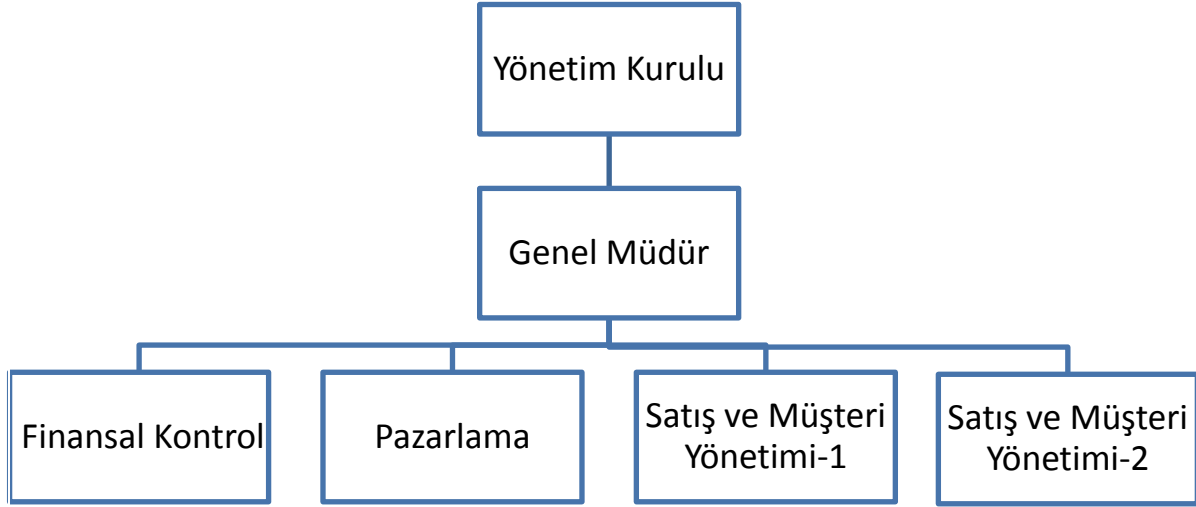 Yönetim Kurulu
Genel Müdür
Finansal Kontrol
Pazarlama
Satış ve Müşteri
Yönetimi-1
Satış ve Müşteri
Yönetimi-2